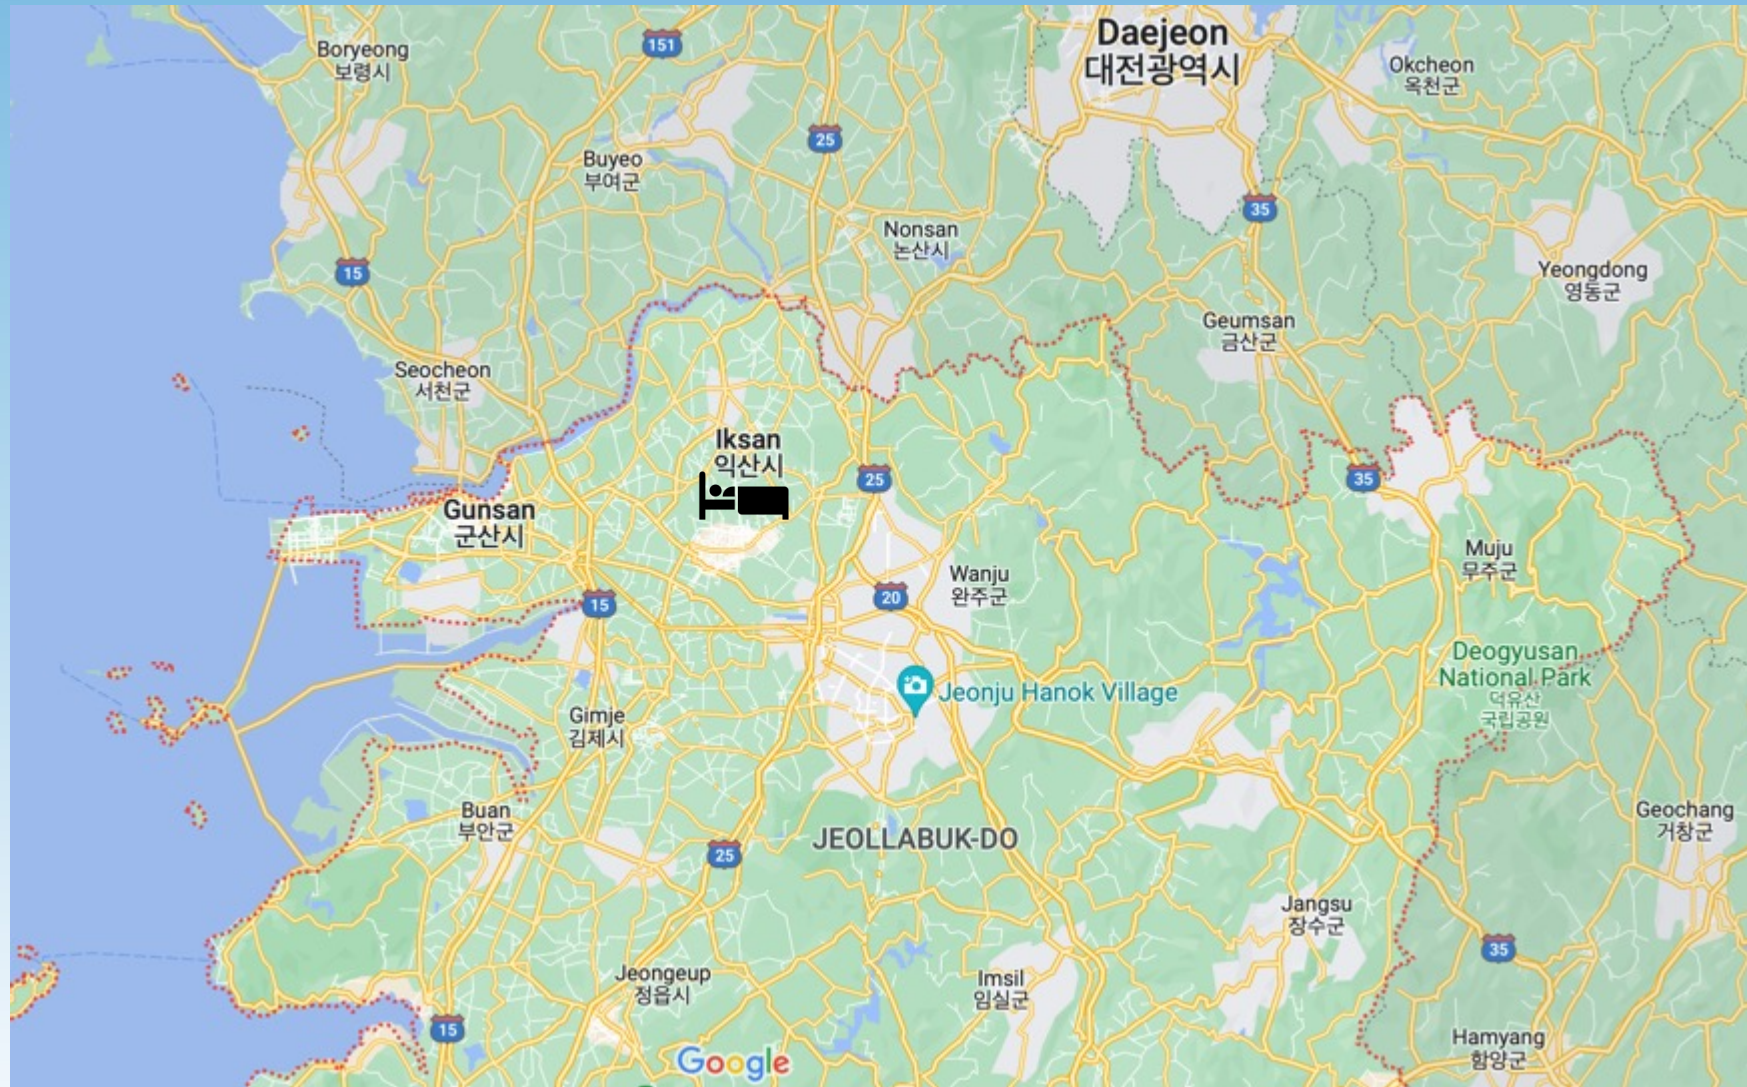 Boryeong
보령시
151
Daejeon
대전광역시
Okcheon
옥천군
25
Buyeo
부여군
35
Nonsan
논산시
15
Yeongdong
영동군
Geumsan
금산군
Seocheon
서천군
Iksan
익산시
25
35
Gunsan
군산시
Muju
무주군
Wanju
완주군
20
15
Deogyusan
National Park
덕유산
국립공원
Jeonju Hanok Village
Gimje
김제시
Buan
부안군
JEOLLABUK-DO
Geochang
거창군
25
Jangsu
장수군
35
Jeongeup
정읍시
Imsil
임실군
15
Hamyang
함양군
Google